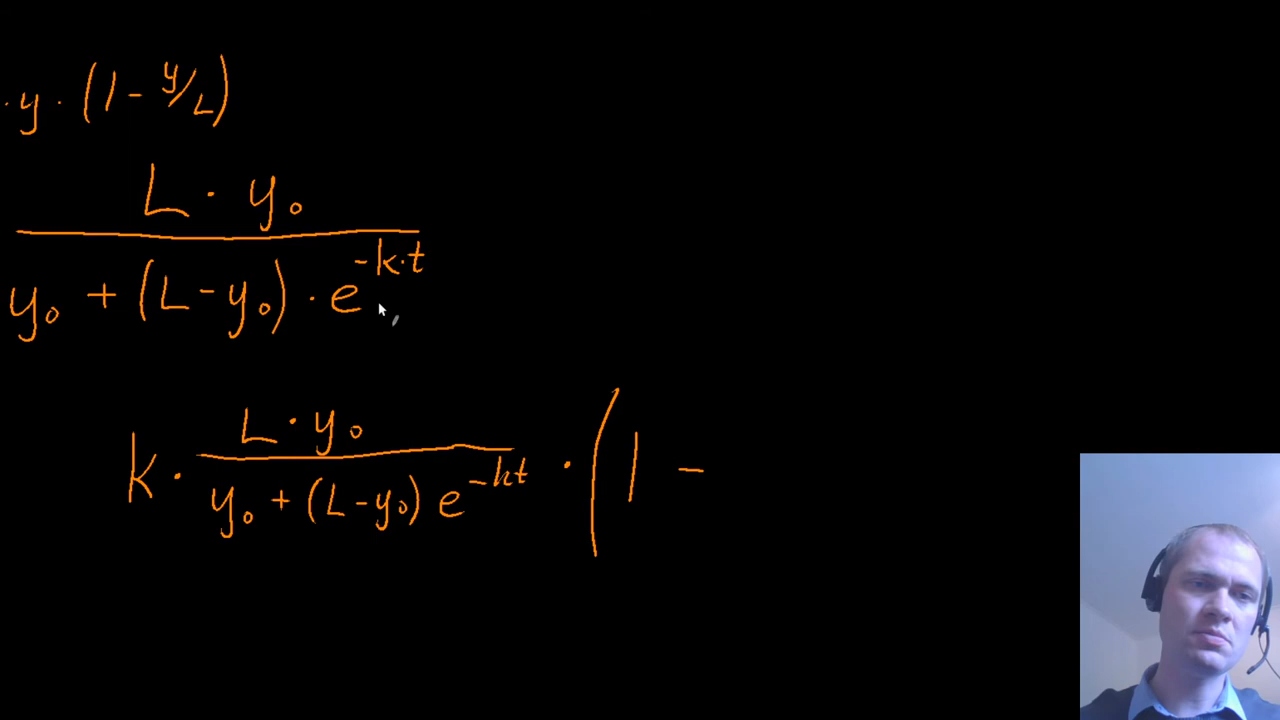 · y · (1 - y/L)
L · y₀
y₀ + (L - y₀) · e^-k·t
k · L · y₀ / y₀ + (L - y₀) e^-kt · (1 -